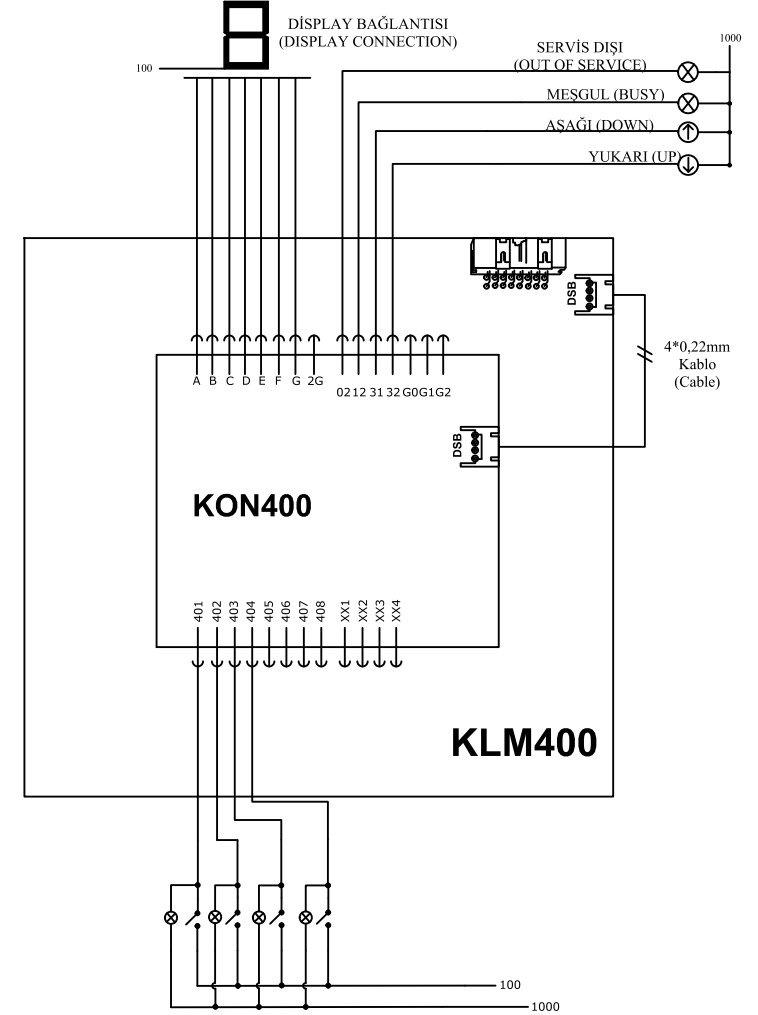 DİSPLAY BAĞLANTISI
(DISPLAY CONNECTION)
100
1000
SERVİS DIŞI
(OUT OF SERVICE)
MEŞGUL (BUSY)
AŞAĞI (DOWN)
YUKARI (UP)
DSB
4*0,22mm
Kablo
(Cable)
A B C D E F G 2G
02 12 31 32 G0 G1 G2
DSB
KON400
401 402 403 404 405 406 407 408 XX1 XX2 XX3 XX4
KLM400
100
1000